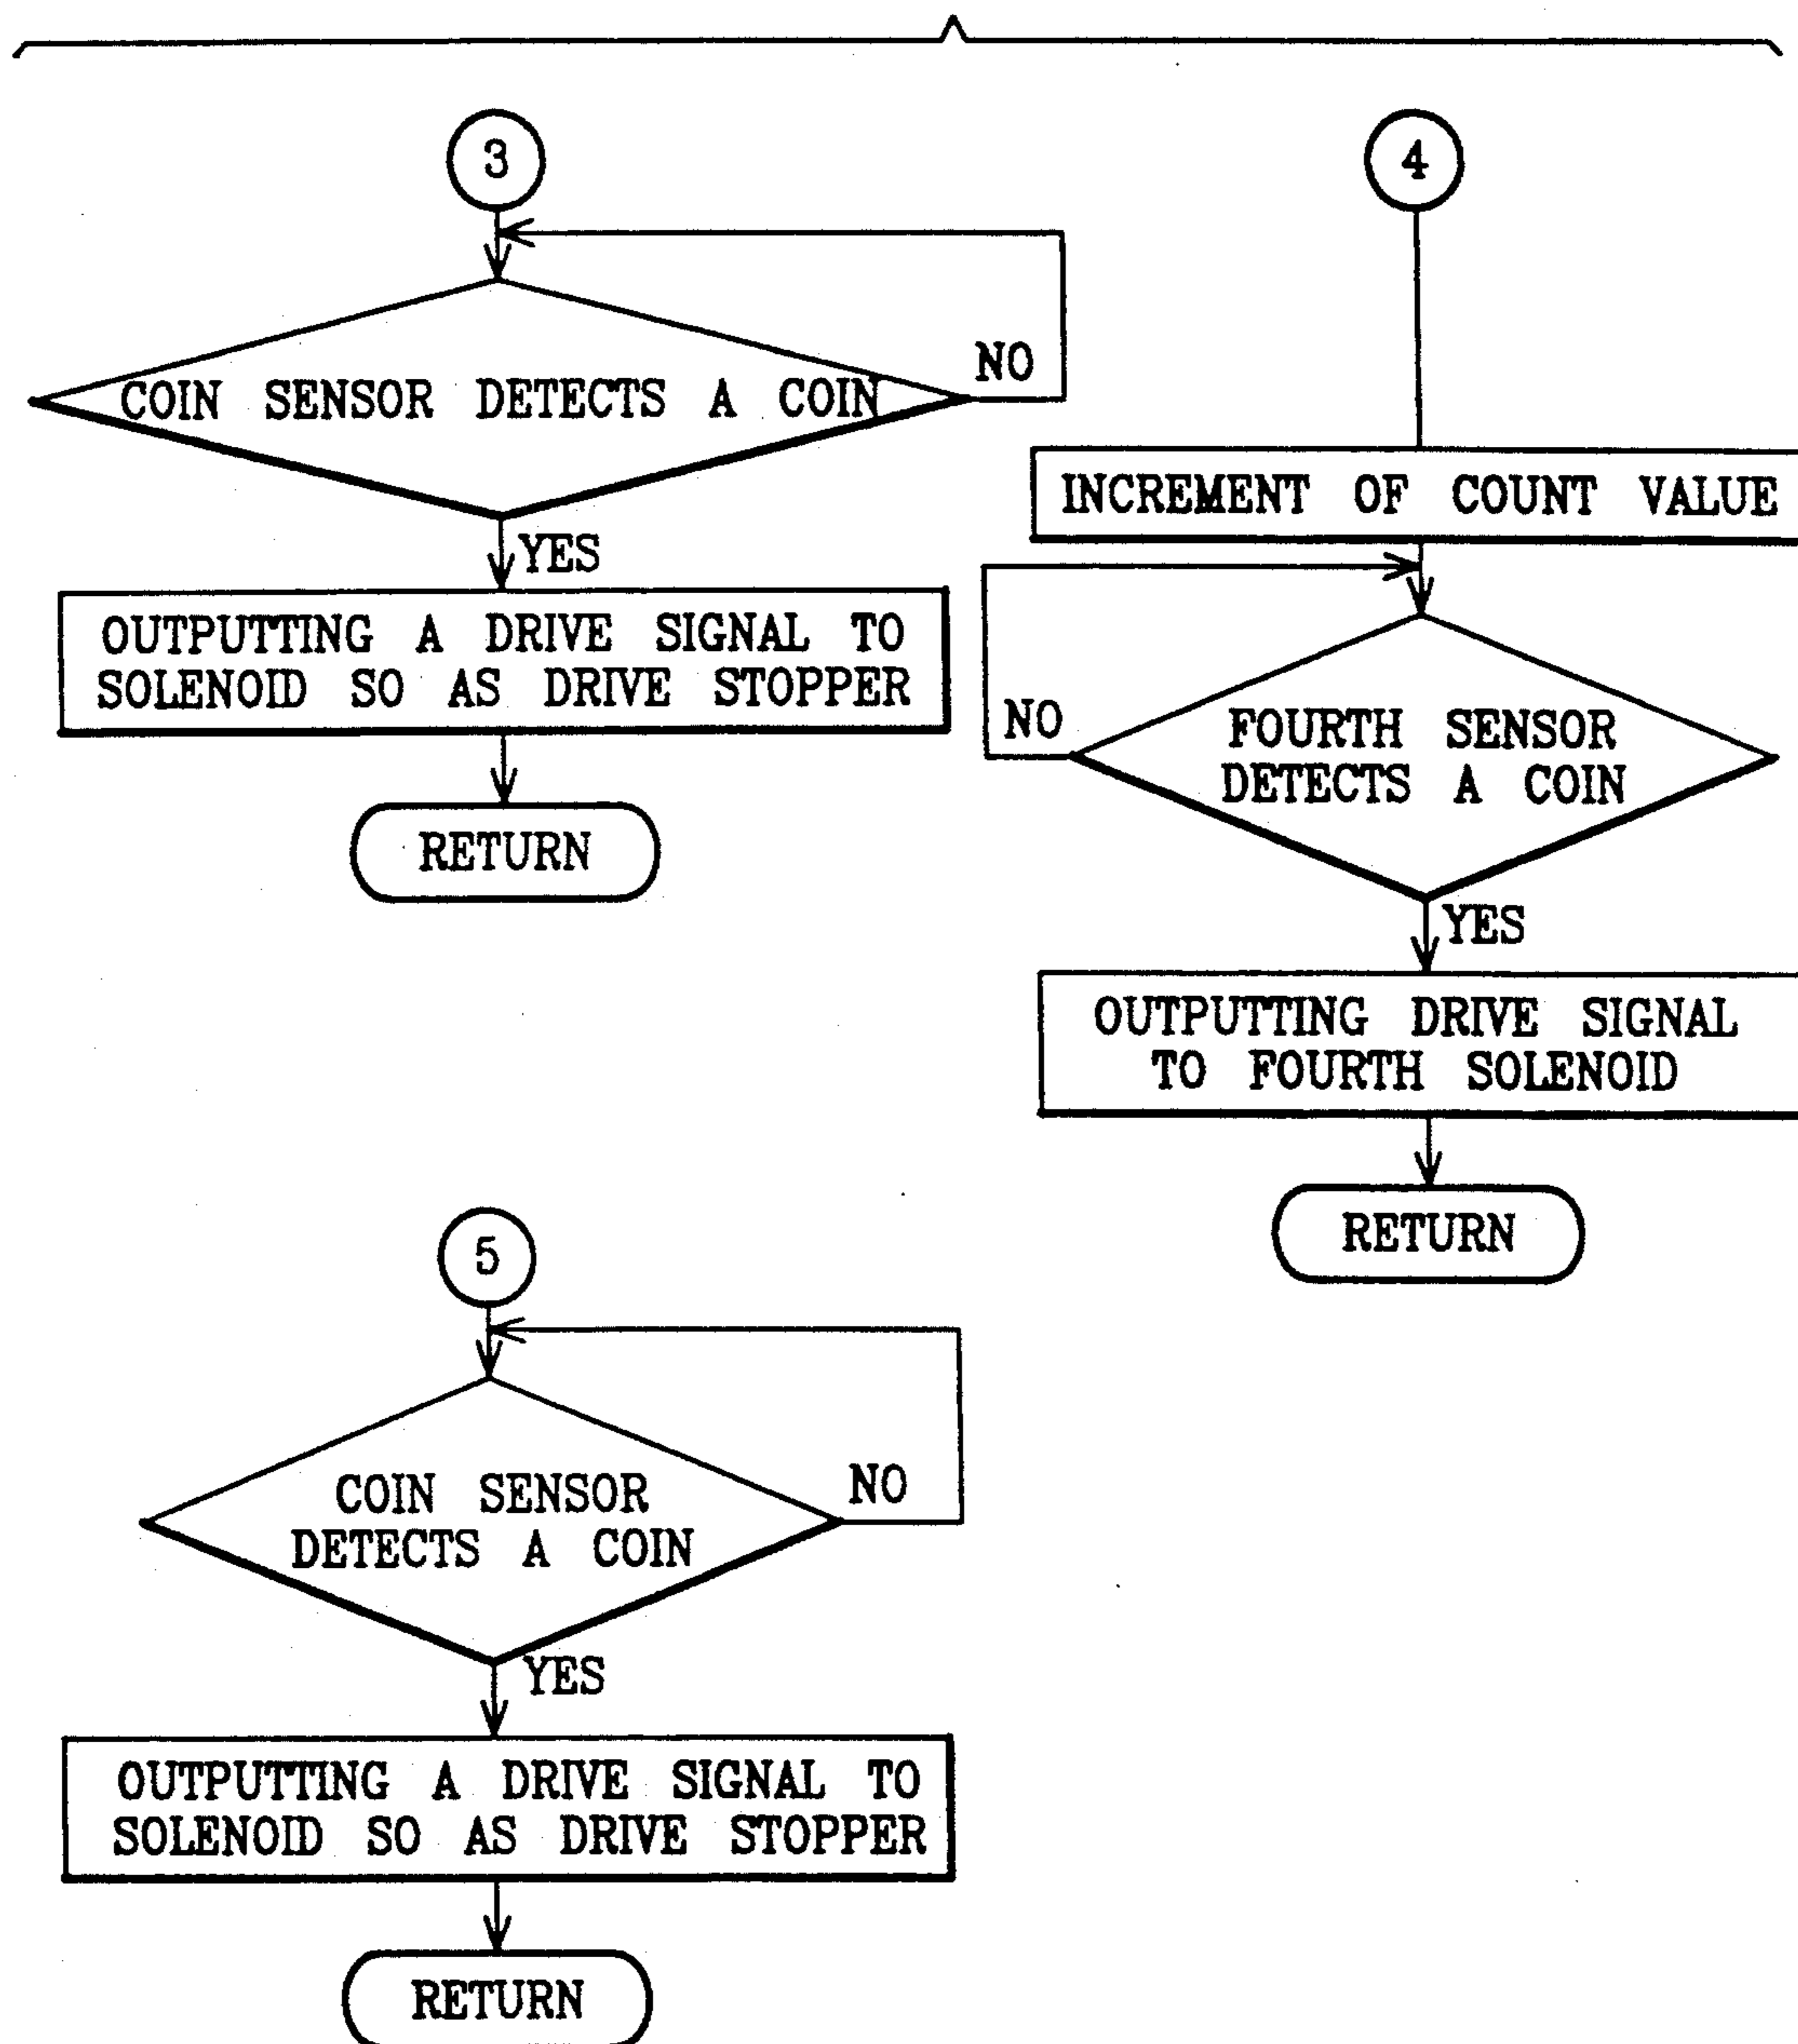 3
COIN SENSOR DETECTS A COIN
NO
YES
OUTPUTTING A DRIVE SIGNAL TO
SOLENOID SO AS DRIVE STOPPER
RETURN
4
INCREMENT OF COUNT VALUE
NO
FOURTH SENSOR
DETECTS A COIN
YES
OUTPUTTING DRIVE SIGNAL
TO FOURTH SOLENOID
RETURN
5
COIN SENSOR
DETECTS A COIN
NO
YES
OUTPUTTING A DRIVE SIGNAL TO
SOLENOID SO AS DRIVE STOPPER
RETURN